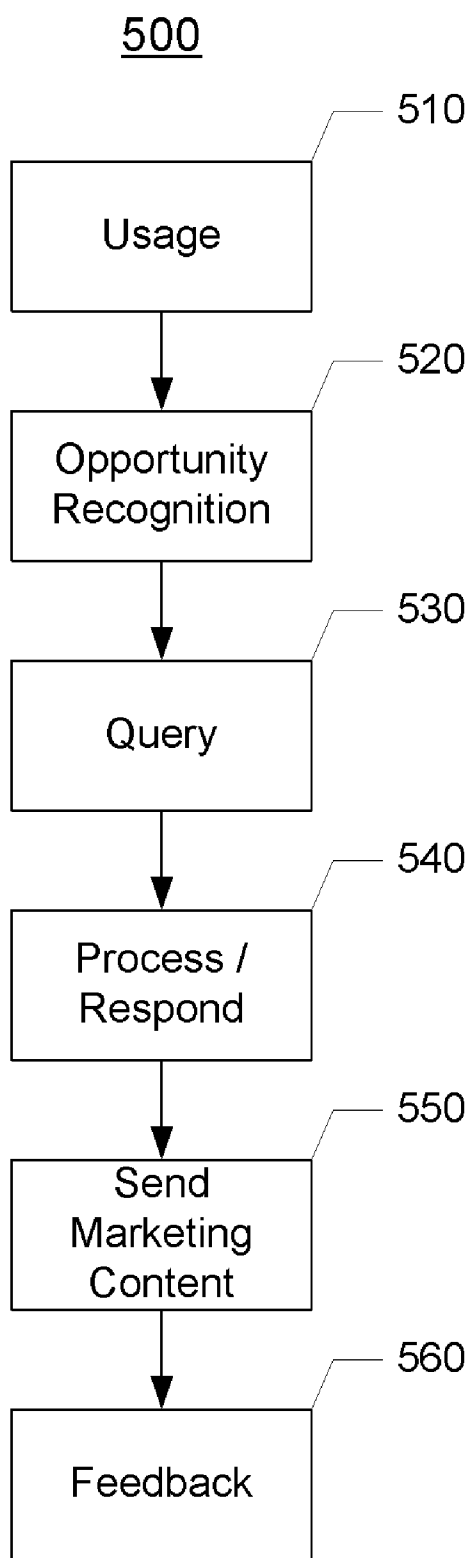 500
510
Usage
520
Opportunity
Recognition
530
Query
540
Process /
Respond
550
Send
Marketing
Content
560
Feedback